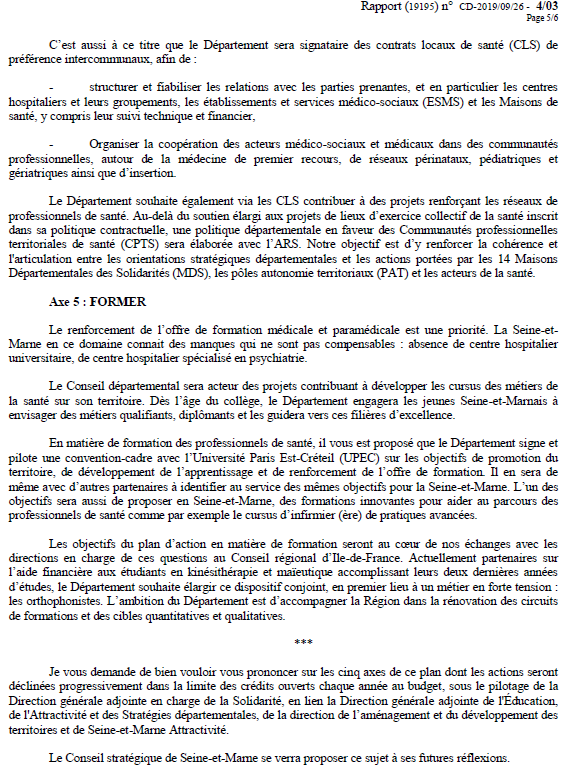 Rapport (19195) n° CD-2019/09/26 - 4/03
Page 5/6
C'est aussi à ce titre que le Département sera signataire des contrats locaux de santé (CLS) de
préférence intercommunaux, afin de :
- structurer et fiabiliser les relations avec les parties prenantes, et en particulier les centres
hospitaliers et leurs groupements, les établissements et services médico-sociaux (ESMS) et les Maisons de
santé, y compris leur suivi technique et financier,
- Organiser la coopération des acteurs médico-sociaux et médicaux dans des communautés
professionnelles, autour de la médecine de premier recours, de réseaux périnataux, pédiatriques et
gériatriques ainsi que d'insertion.
Le Département souhaite également via les CLS contribuer à des projets renforçant les réseaux de
professionnels de santé. Au-delà du soutien élargi aux projets de lieux d'exercice collectif de la santé inscrit
dans sa politique contractuelle, une politique départementale en faveur des Communautés professionnelles
territoriales de santé (CPTS) sera élaborée avec l'ARS. Notre objectif est d'y renforcer la cohérence et
l'articulation entre les orientations stratégiques départementales et les actions portées par les 14 Maisons
Départementales des Solidarités (MDS), les pôles autonomie territoriaux (PAT) et les acteurs de la santé.
Axe 5 : FORMER
Le renforcement de l'offre de formation médicale et paramédicale est une priorité. La Seine-et-
Marne en ce domaine connait des manques qui ne sont pas compensables : absence de centre hospitalier
universitaire, de centre hospitalier spécialisé en psychiatrie.
Le Conseil départemental sera acteur des projets contribuant à développer les cursus des métiers de
la santé sur son territoire. Dès l'âge du collège, le Département engagera les jeunes Seine-et-Marnais à
envisager des métiers qualifiants, diplômants et les guidera vers ces filières d'excellence.
En matière de formation des professionnels de santé, il vous est proposé que le Département signe et
pilote une convention-cadre avec l'Université Paris Est-Créteil (UPEC) sur les objectifs de promotion du
territoire, de développement de l'apprentissage et de renforcement de l'offre de formation. Il en sera de
même avec d'autres partenaires à identifier au service des mêmes objectifs pour la Seine-et-Marne. L'un des
objectifs sera aussi de proposer en Seine-et-Marne, des formations innovantes pour aider au parcours des
professionnels de santé comme par exemple le cursus d'infirmier (ère) de pratiques avancées.
Les objectifs du plan d'action en matière de formation seront au cœur de nos échanges avec les
directions en charge de ces questions au Conseil régional d'Ile-de-France. Actuellement partenaires sur
l'aide financière aux étudiants en kinésithérapie et maïeutique accomplissant leurs deux dernières années
d'études, le Département souhaite élargir ce dispositif conjoint, en premier lieu à un métier en forte tension :
les orthophonistes. L'ambition du Département est d'accompagner la Région dans la rénovation des circuits
de formations et des cibles quantitatives et qualitatives.
***
Je vous demande de bien vouloir vous prononcer sur les cinq axes de ce plan dont les actions seront
déclinées progressivement dans la limite des crédits ouverts chaque année au budget, sous le pilotage de la
Direction générale adjointe en charge de la Solidarité, en lien la Direction générale adjointe de l'Éducation,
de l'Attractivité et des Stratégies départementales, de la direction de l'aménagement et du développement des
territoires et de Seine-et-Marne Attractivité.
Le Conseil stratégique de Seine-et-Marne se verra proposer ce sujet à ses futures réflexions.